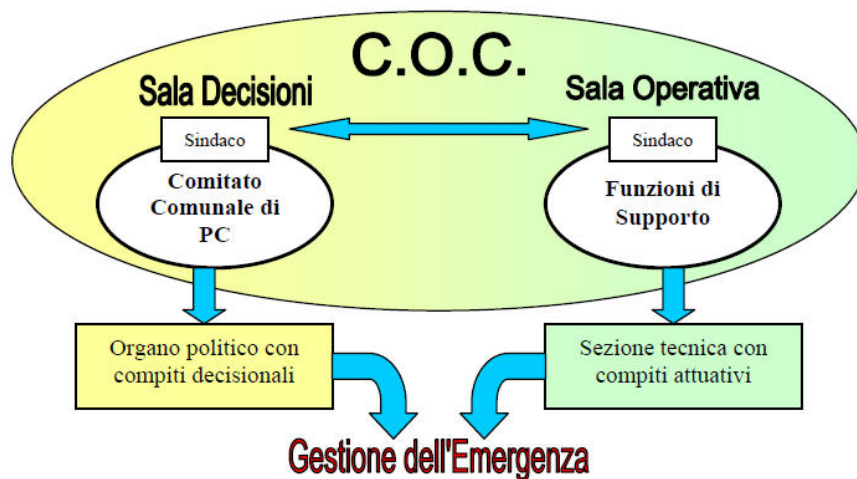 C.O.C.
Sala Decisioni
Sala Operativa
Sindaco
Sindaco
Comitato
Comunale di
PC
Funzioni di
Supporto
Organo politico con
compiti decisionali
Sezione tecnica con
compiti attuativi
Gestione dell'Emergenza